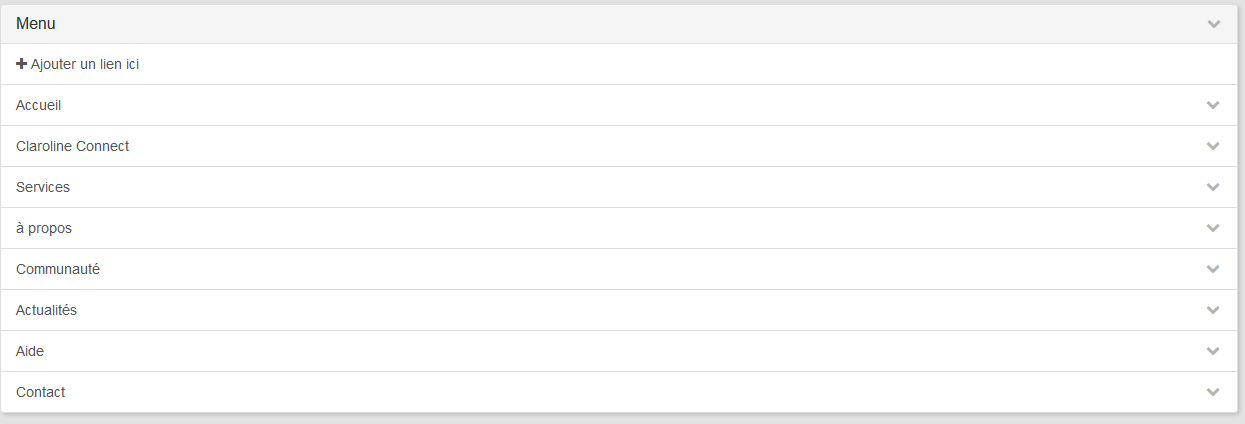 Menu
Ajouter un lien ici
Accueil
Claroline Connect
Services
à propos
Communauté
Actualités
Aide
Contact